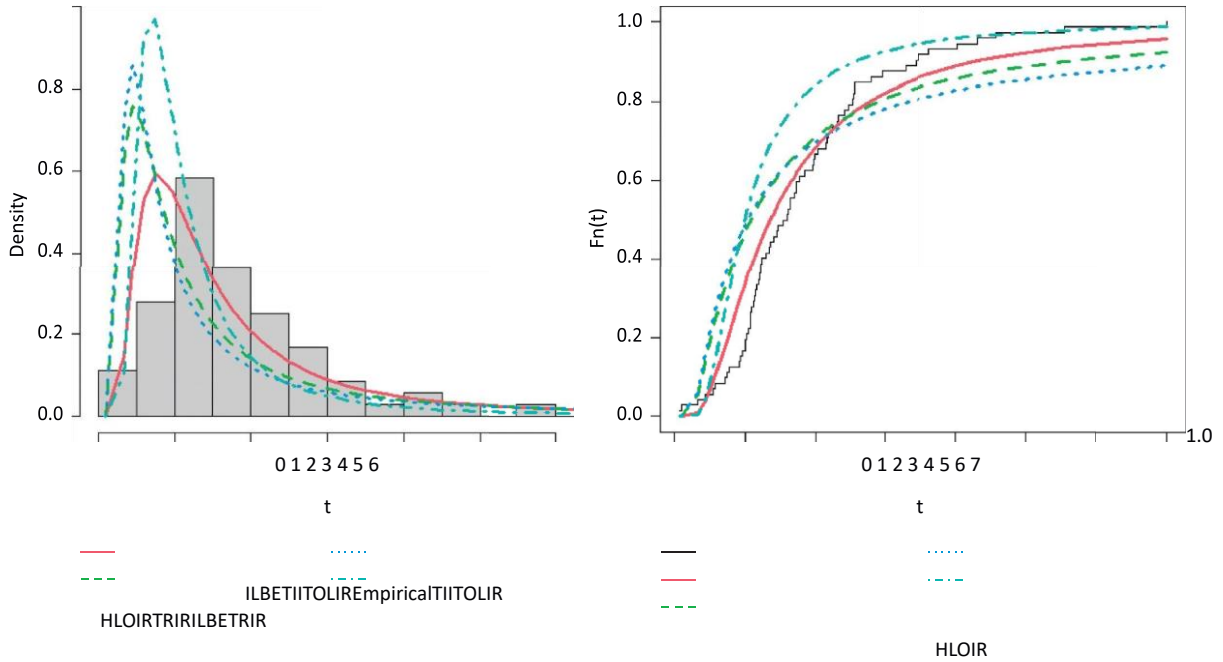 0.8
0.6
Density
0.4
0.2
0.0
0 1 2 3 4 5 6
t
ILBETIITOLIREmpiricalTIITOLIR
HLOIRTRIRILBETRIR
1.0
0.8
0.6
Fn(t)
0.4
0.2
0.0
1.0
0 1 2 3 4 5 6 7
t
HLOIR